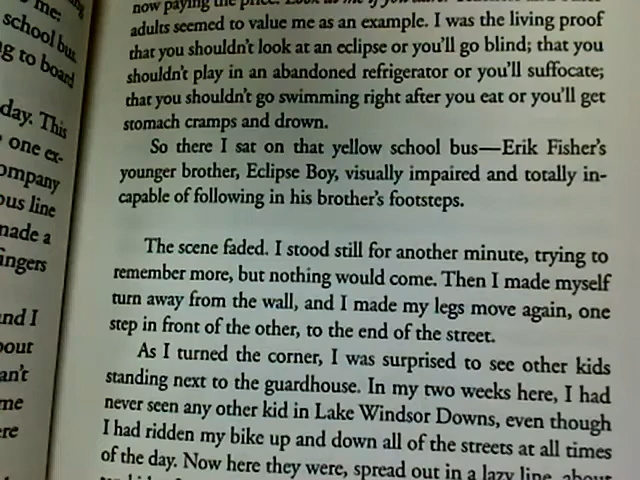 me:
school bus
ng to board
day. This
one ex-
ompany
ous line
made a
ingers
and I
bout
an't
me
ere
now paying the price. Look at me if you
adults seemed to value me as an example. I was the living proof
that you shouldn't look at an eclipse or you'll go blind; that you
shouldn't play in an abandoned refrigerator or you'll suffocate;
that you shouldn't go swimming right after you eat or you'll get
stomach cramps and drown.
So there I sat on that yellow school bus—Erik Fisher's
younger brother, Eclipse Boy, visually impaired and totally in-
capable of following in his brother's footsteps.
The scene faded. I stood still for another minute, trying to
remember more, but nothing would come. Then I made myself
turn away from the wall, and I made my legs move again, one
step in front of the other, to the end of the street.
As I turned the corner, I was surprised to see other kids
standing next to the guardhouse. In my two weeks here, I had
never seen any other kid in Lake Windsor Downs, even though
I had ridden my bike up and down all of the streets at all times
of the day. Now here they were, spread out in a lazy line, about